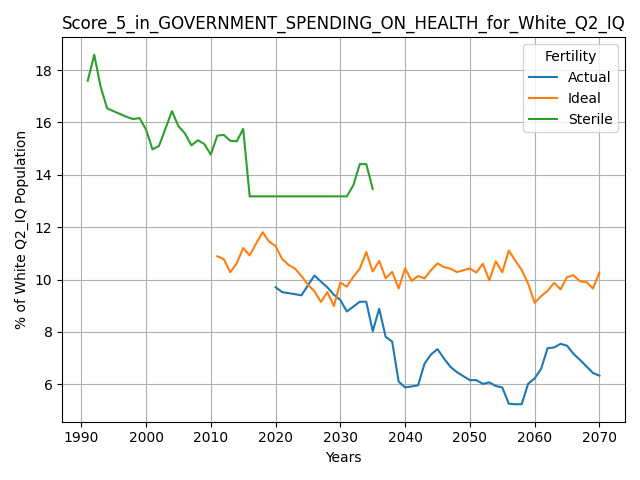 Score_5_in_GOVERNMENT_SPENDING_ON_HEALTH_for_White_Q2_IQ
Fertility
Actual
Ideal
Sterile
% of White Q2_IQ Population
18
16
14
12
10
8
6
1990
2000
2010
2020
2030
2040
2050
2060
2070
Years